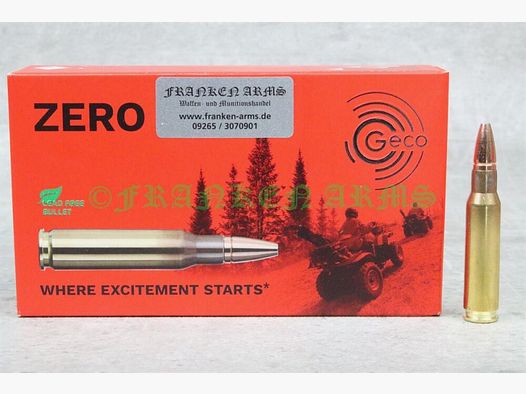 FRANKEN ARMS
Waffen- und Munitionshandel
www.franken-arms.de
09265 / 3070901
ZERO
Geco
LEAD FREE
BULLET
©FRANKEN ARMS
WHERE EXCITEMENT STARTS*